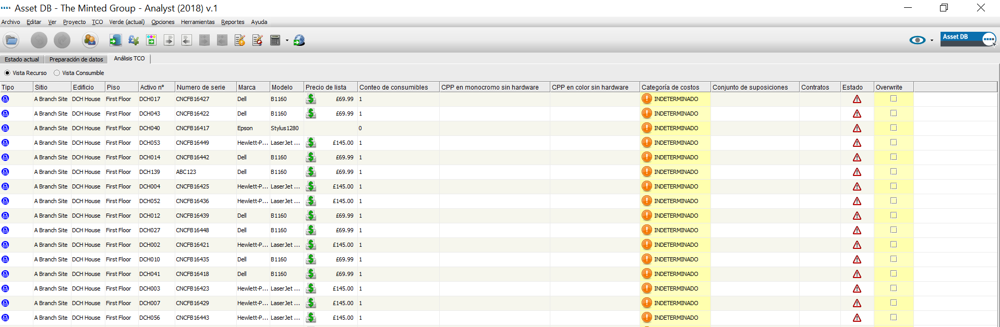 Asset DB - The Minted Group - Analyst (2018) v.1
Archivo Editar Ver Proyecto TCO Verde (actual) Opciones Herramientas Reportes Ayuda
Asset DB
Estado actual Preparación de datos Análisis TCO
Vista Recurso Vista Consumible
Tipo Sitio Edificio Piso Activo nº Numero de serie Marca Modelo Precio de lista Conteo de consumibles CPP en monocromo sin hardware CPP en color sin hardware Categoría de costos Conjunto de suposiciones Contratos Estado Overwrite
A Branch Site DCH House First Floor DCH017 CNCFB16427 Dell B1160 £69.99 1 INDETERMINADO
A Branch Site DCH House First Floor DCH043 CNCFB16422 Dell B1160 £69.99 1 INDETERMINADO
A Branch Site DCH House First Floor DCH040 CNCFB16417 Epson Stylus1280 0 INDETERMINADO
A Branch Site DCH House First Floor DCH053 CNCFB16449 Hewlett-P... LaserJet ... £145.00 1 INDETERMINADO
A Branch Site DCH House First Floor DCH014 CNCFB16442 Dell B1160 £69.99 1 INDETERMINADO
A Branch Site DCH House First Floor DCH139 ABC123 Dell B1160 £69.99 1 INDETERMINADO
A Branch Site DCH House First Floor DCH004 CNCFB16425 Hewlett-P... LaserJet ... £145.00 1 INDETERMINADO
A Branch Site DCH House First Floor DCH052 CNCFB16436 Hewlett-P... LaserJet ... £145.00 1 INDETERMINADO
A Branch Site DCH House First Floor DCH012 CNCFB16439 Dell B1160 £69.99 1 INDETERMINADO
A Branch Site DCH House First Floor DCH027 CNCFB16448 Dell B1160 £69.99 1 INDETERMINADO
A Branch Site DCH House First Floor DCH002 CNCFB16421 Hewlett-P... LaserJet ... £145.00 1 INDETERMINADO
A Branch Site DCH House First Floor DCH010 CNCFB16435 Dell B1160 £69.99 1 INDETERMINADO
A Branch Site DCH House First Floor DCH041 CNCFB16418 Dell B1160 £69.99 1 INDETERMINADO
A Branch Site DCH House First Floor DCH003 CNCFB16423 Hewlett-P... LaserJet ... £145.00 1 INDETERMINADO
A Branch Site DCH House First Floor DCH007 CNCFB16429 Hewlett-P... LaserJet ... £145.00 1 INDETERMINADO
A Branch Site DCH House First Floor DCH056 CNCFB16443 Hewlett-P... LaserJet ... £145.00 1 INDETERMINADO